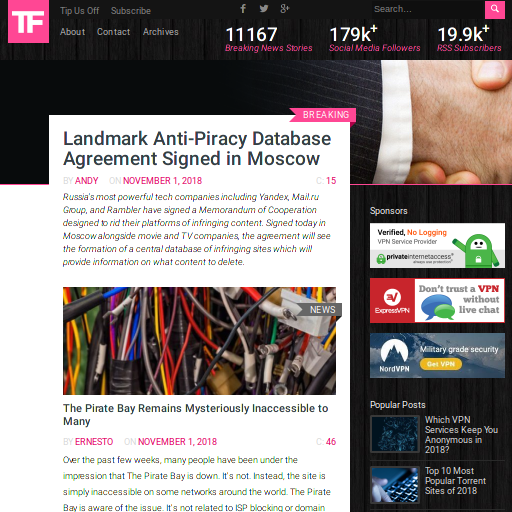 TF
Tip Us Off Subscribe
Search...
About Contact Archives
11167
Breaking News Stories
179k+
Social Media Followers
19.9k+
RSS Subscribers
BREAKING
Landmark Anti-Piracy Database
Agreement Signed in Moscow
BY ANDY ON NOVEMBER 1, 2018 C: 15
Russia's most powerful tech companies including Yandex, Mail.ru
Group, and Rambler have signed a Memorandum of Cooperation
designed to rid their platforms of infringing content. Signed today in
Moscow alongside movie and TV companies, the agreement will see
the formation of a cental database of infringing sites which will
provide information on what content to delete.
NEWS
The Pirate Bay Remains Mysteriously Inaccessible to
Many
BY ERNESTO ON NOVEMBER 1, 2018 C: 46
Over the past few weeks, many people have been under the
impression that The Pirate Bay is down. It's not. Instead, the site is
simply inaccessible on some networks around the world. The Pirate
Bay is aware of the issue. It's not related to ISP blocking or domain
Sponsors
Verified, No Logging
VPN Service Provider
privateinternetaccess
always use protection
ExpressVPN
Don't trust a VPN
without
live chat
NordVPN
Military grade security
Get VPN
Popular Posts
Which VPN
Services Keep You
Anonymous in
2018?
Top 10 Most
Popular Torrent
Sites of 2018